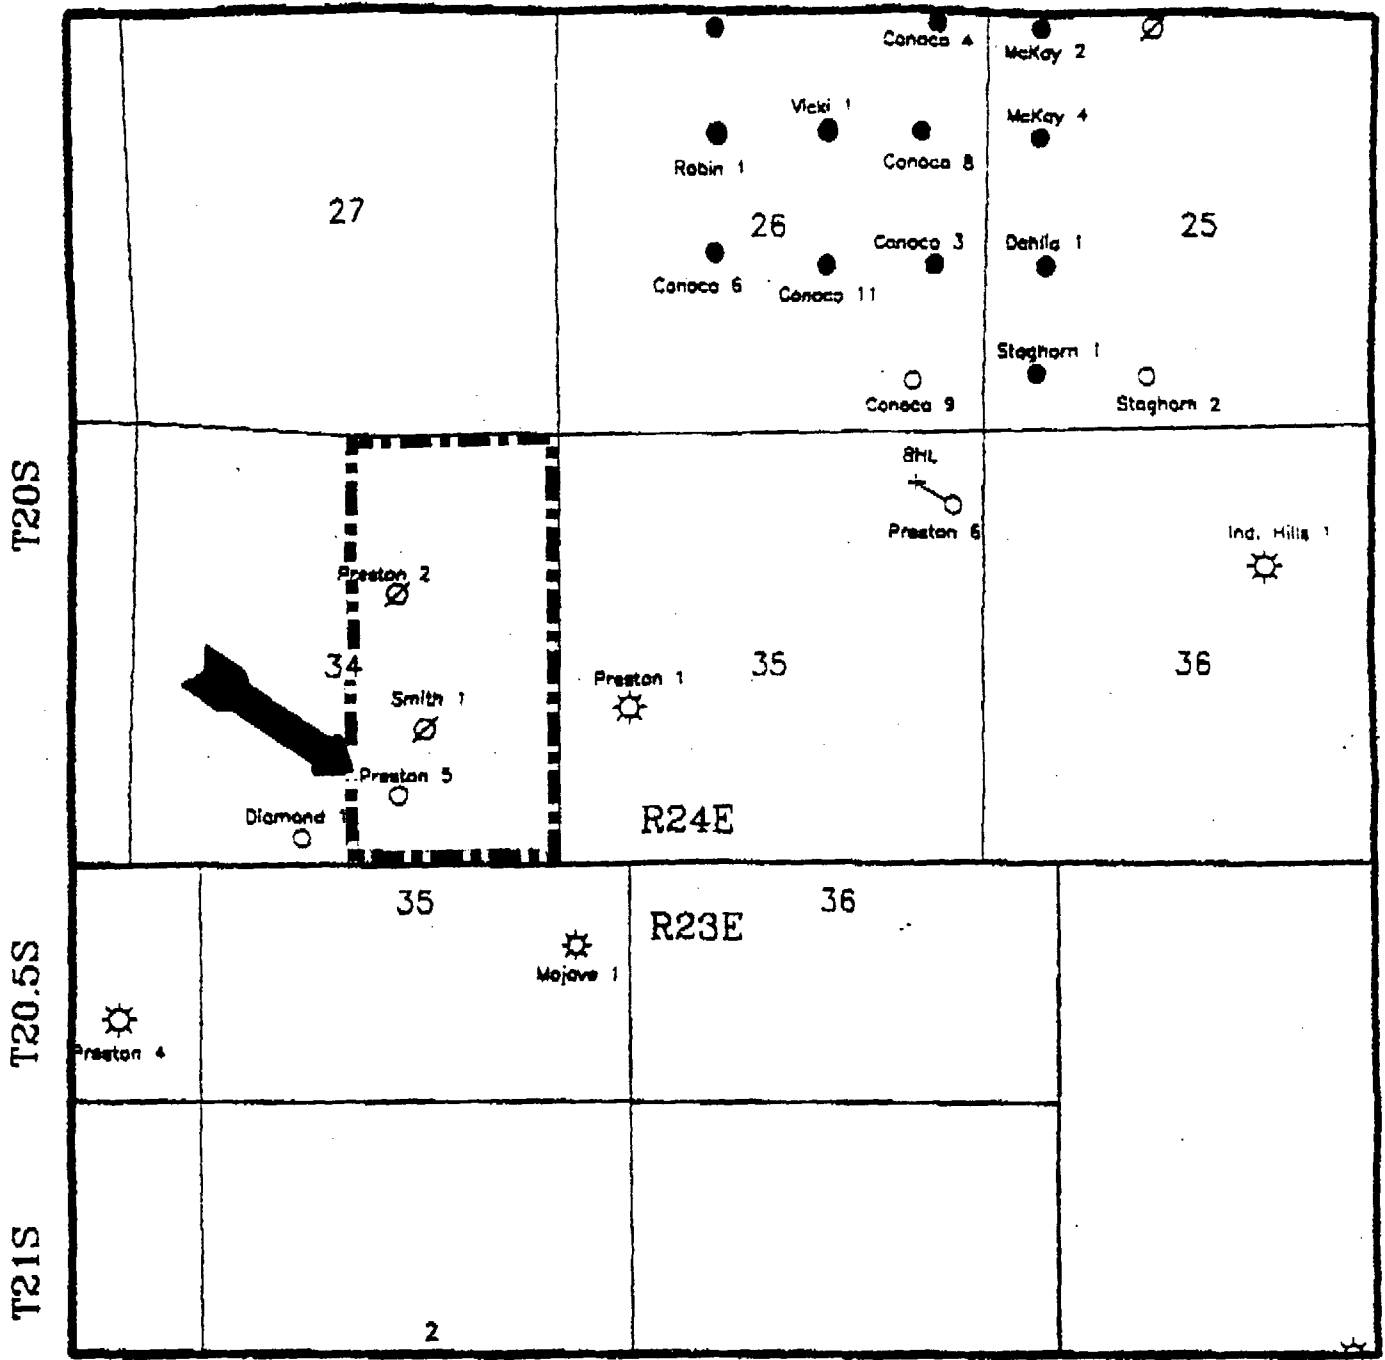 Conoco 4
McKay 2
Vicki 1
McKay 4
Robin 1
Conoco 8
27
26
25
Conoco 3
Dahlia 1
Conoco 6
Conoco 11
Staghorn 1
Conoco 9
Staghorn 2
T20S
BHL
Preston 6
Ind. Hills 1
Preston 2
34
35
36
Preston 1
Smith 1
Preston 5
Diamond 1
R24E
35
36
R23E
Mojave 1
T20.5S
Preston 4
T21S
2